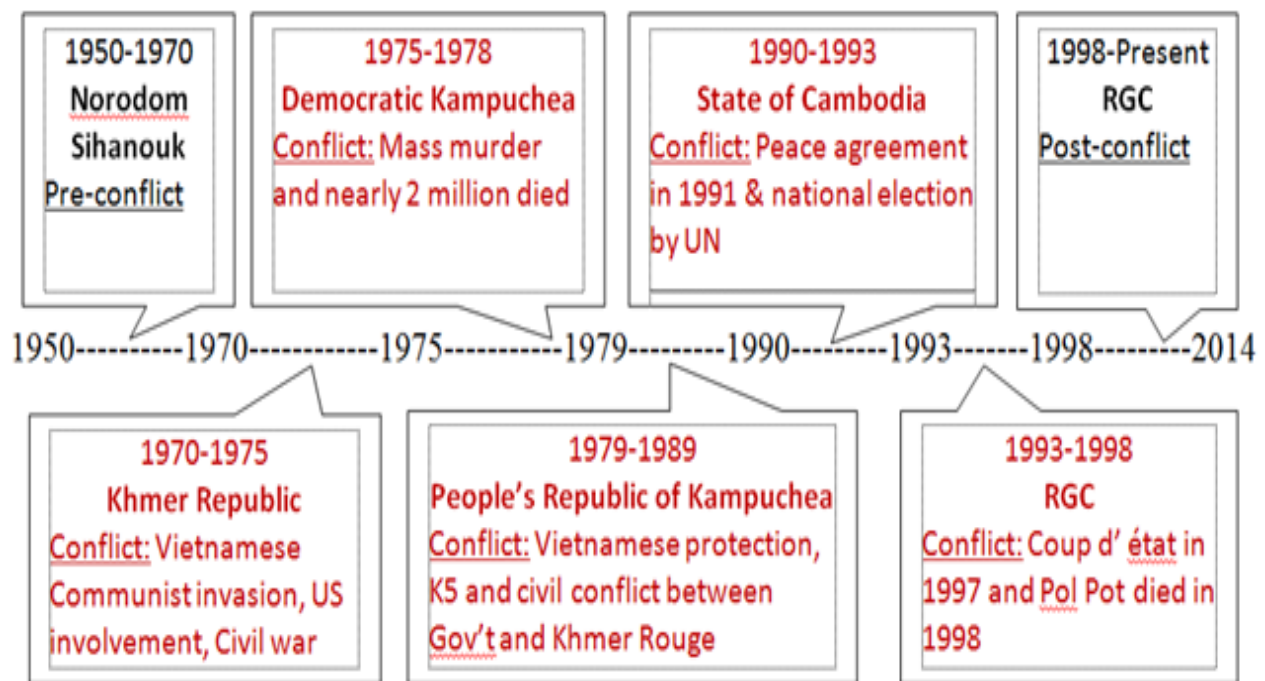 1950-1970
Norodom
Sihanouk
Pre-conflict
1975-1978
Democratic Kampuchea
Conflict: Mass murder
and nearly 2 million died
1990-1993
State of Cambodia
Conflict: Peace agreement
in 1991 & national election
by UN
1998-Present
RGC
Post-conflict
1950----------1970------------1975----------1979---------1990-------1993-------1998---------2014
1970-1975
Khmer Republic
Conflict: Vietnamese
Communist invasion, US
involvement, Civil war
1979-1989
People's Republic of Kampuchea
Conflict: Vietnamese protection,
K5 and civil conflict between
Gov't and Khmer Rouge
1993-1998
RGC
Conflict: Coup d' état in
1997 and Pol Pot died in
1998